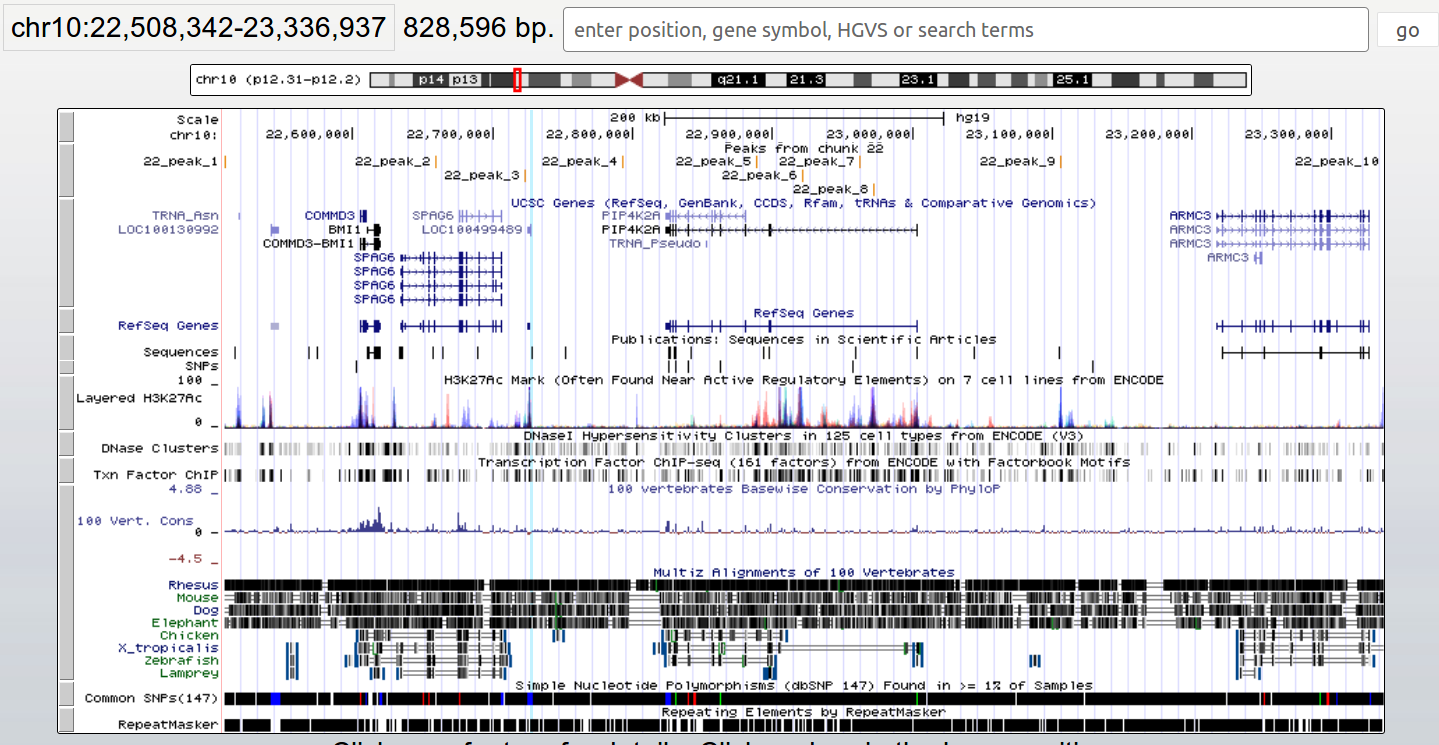 chr10:22,508,342-23,336,937 828,596 bp. enter position, gene symbol, HGVS or search terms go
chr10 (p12.31-p12.2) p14 p13 q21.1 21.3 23.1 25.1
Scale 200 kb hg19
chr10: 22,600,000 22,700,000 22,800,000 22,900,000 23,000,000 23,100,000 23,200,000 23,300,000
Peaks from chunk 22
22_peak_1 22_peak_2 22_peak_4 22_peak_5 22_peak_7 22_peak_9 22_peak_10
22_peak_3 22_peak_6
22_peak_8
UCSC Genes (RefSeq, GenBank, CCDS, Rfam, tRNAs & Comparative Genomics)
TRNA_Asn COMMD3 SPAG6 PIP4K2A ARMC3
LOC100130992 BMI1 LOC100499489 PIP4K2A ARMC3
COMMD3-BMI1 TRNA_Pseudo ARMC3
SPAG6 ARMC3
SPAG6
SPAG6
SPAG6
RefSeq Genes
RefSeq Genes
Publications: Sequences in Scientific Articles
Sequences
SNPs
H3K27Ac Mark (Often Found Near Active Regulatory Elements) on 7 cell lines from ENCODE
100 _
Layered H3K27Ac
0 _
DNaseI Hypersensitivity Clusters in 125 cell types from ENCODE (V3)
DNase Clusters
Transcription Factor ChIP-seq (161 factors) from ENCODE with Factorbook Motifs
Txn Factor ChIP
4.88 _ 100 vertebrates Basewise Conservation by PhyloP
100 Vert. Cons
0 _
-4.5 _
Multiz Alignments of 100 Vertebrates
Rhesus
Mouse
Dog
Elephant
Chicken
X_tropicalis
Zebrafish
Lamprey
Simple Nucleotide Polymorphisms (dbSNP 147) Found in >= 1% of Samples
Common SNPs(147)
Repeating Elements by RepeatMasker
RepeatMasker